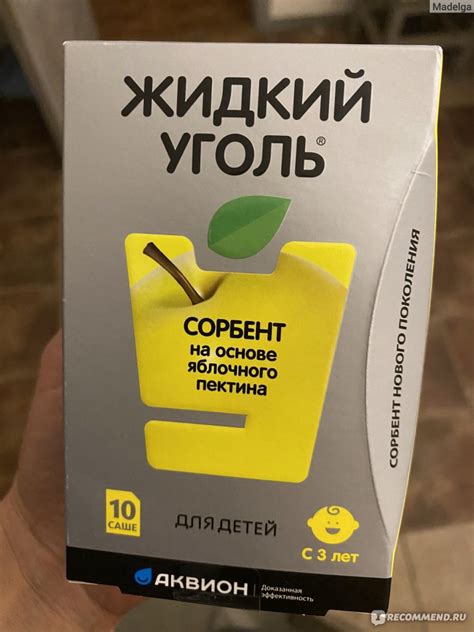 Madelga
ЖИДКИЙ
УГОЛЬ®
СОРБЕНТ
на основе
яблочного
пектина
СОРБЕНТ НОВОГО ПОКОЛЕНИЯ
10
САШЕ
ДЛЯ ДЕТЕЙ
С 3 лет
АКВИОН
Доказанная
эффективность
IRECOMMEND.RU